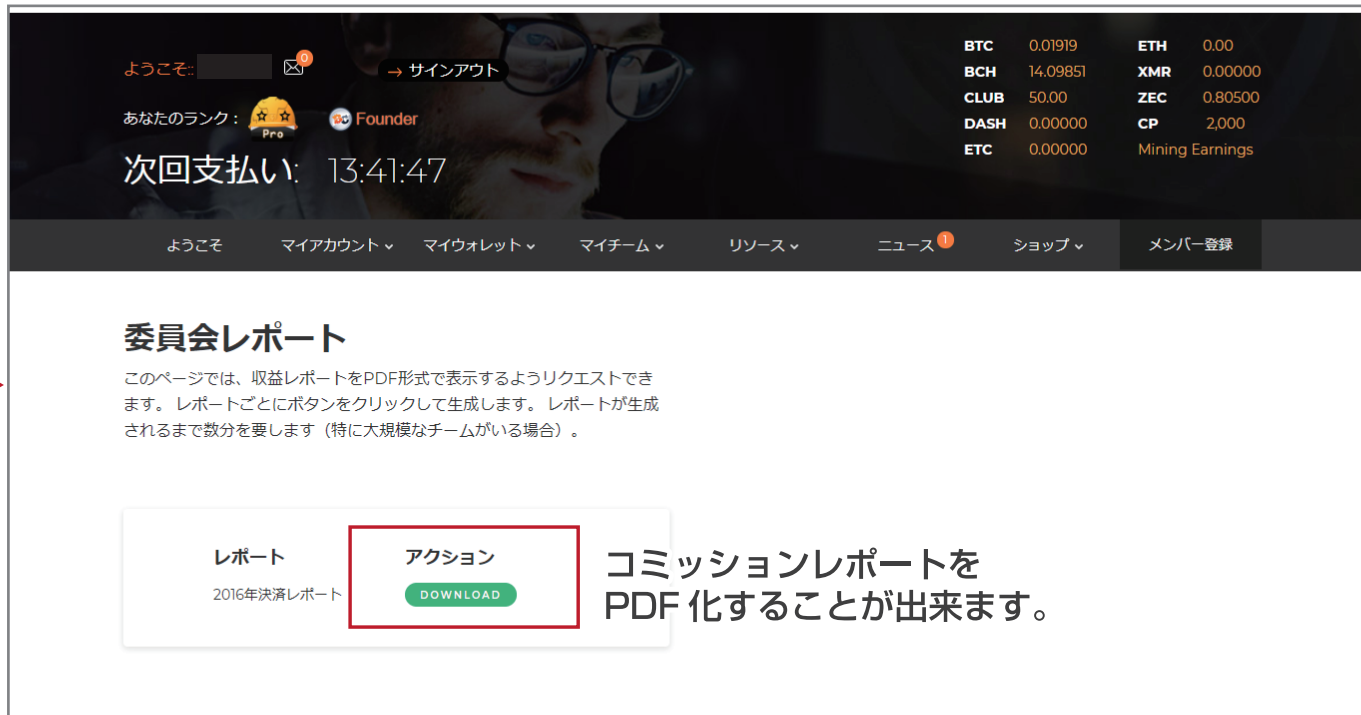 ようこそ:
0
→ サインアウト
あなたのランク :
Pro
Founder
次回支払い: 13:41:47
BTC 0.01919 ETH 0.00
BCH 14.09851 XMR 0.00000
CLUB 50.00 ZEC 0.80500
DASH 0.00000 CP 2,000
ETC 0.00000 Mining Earnings
ようこそ マイアカウント マイウォレット マイチーム リソース ニュース 1 ショップ メンバー登録
委員会レポート
このページでは、収益レポートをPDF形式で表示するようリクエストでき
ます。 レポートごとにボタンをクリックして生成します。 レポートが生成
されるまで数分を要します（特に大規模なチームがいる場合）。
レポート アクション
2016年決済レポート DOWNLOAD
コミッションレポートを
PDF 化することが出来ます。